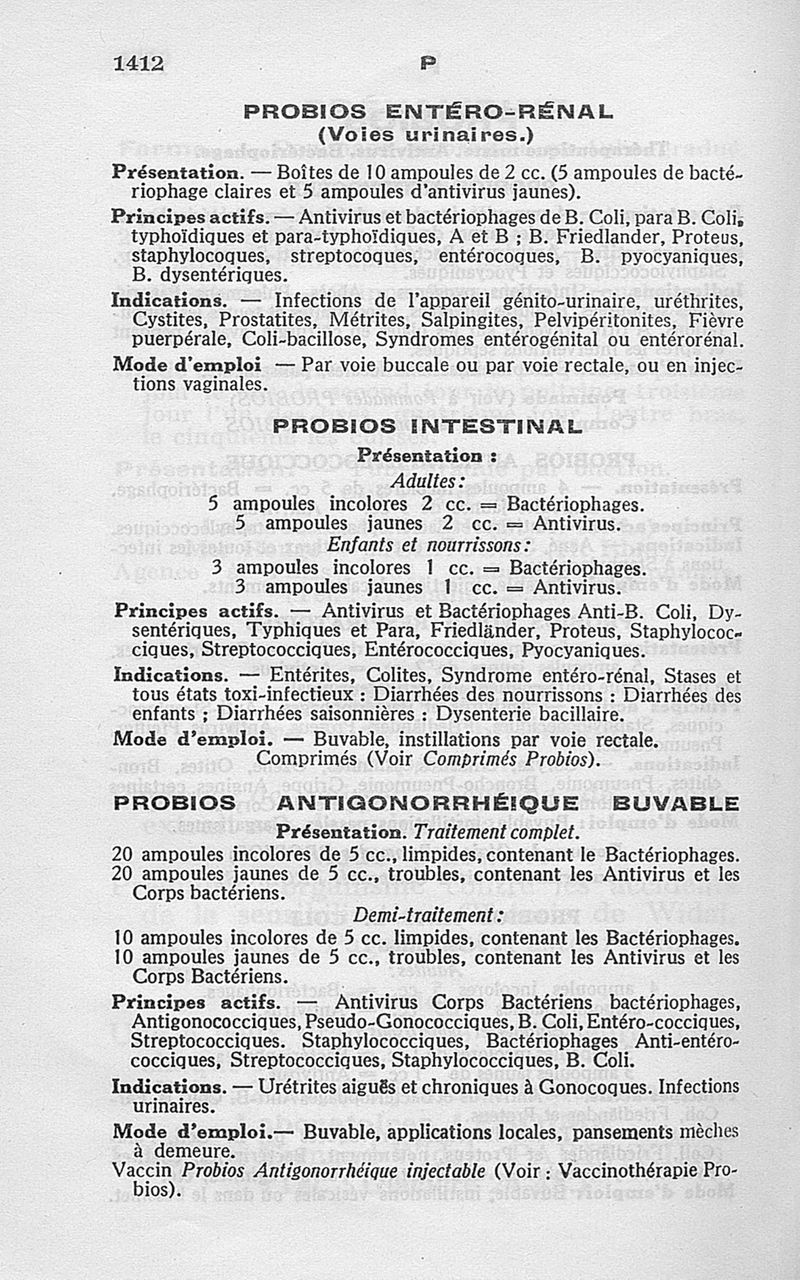 1412 P
PROBIOS ENTÉRO-RÉNAL
(Voies urinaires.)
Présentation. — Boîtes de 10 ampoules de 2 cc. (5 ampoules de bacté-
riophage claires et 5 ampoules d'antivirus jaunes).
Principes actifs. — Antivirus et bactériophages de B. Coli, para B. Coli,
typhoïdiques et para-typhoïdiques, A et B ; B. Friedlander, Proteus,
staphylocoques, streptocoques, entérocoques, B. pyocyaniques,
B. dysentériques.
Indications. — Infections de l'appareil génito-urinaire, uréthrites,
Cystites, Prostatites, Métrites, Salpingites, Pelvipéritonites, Fièvre
puerpérale, Coli-bacillose, Syndromes entérogénital ou entérorénal.
Mode d'emploi — Par voie buccale ou par voie rectale, ou en injec-
tions vaginales.
PROBIOS INTESTINAL
Présentation :
Adultes :
5 ampoules incolores 2 cc. = Bactériophages.
5 ampoules jaunes 2 cc. = Antivirus.
Enfants et nourrissons :
3 ampoules incolores 1 cc. = Bactériophages.
3 ampoules jaunes 1 cc. = Antivirus.
Principes actifs. — Antivirus et Bactériophages Anti-B. Coli, Dy-
sentériques, Typhiques et Para, Friedländer, Proteus, Staphylococ-
ciques, Streptococciques, Entérococciques, Pyocyaniques.
Indications. — Entérites, Colites, Syndrome entéro-rénal, Stases et
tous états toxi-infectieux : Diarrhées des nourrissons : Diarrhées des
enfants ; Diarrhées saisonnières : Dysenterie bacillaire.
Mode d'emploi. — Buvable, instillations par voie rectale.
Comprimés (Voir Comprimés Probios).
PROBIOS ANTIGONORRHÉIQUE BUVABLE
Présentation. Traitement complet.
20 ampoules incolores de 5 cc., limpides, contenant le Bactériophages.
20 ampoules jaunes de 5 cc., troubles, contenant les Antivirus et les
Corps bactériens.
Demi-traitement :
10 ampoules incolores de 5 cc. limpides, contenant les Bactériophages.
10 ampoules jaunes de 5 cc., troubles, contenant les Antivirus et les
Corps Bactériens.
Principes actifs. — Antivirus Corps Bactériens bactériophages,
Antigonococciques, Pseudo-Gonococciques, B. Coli, Entéro-cocciques,
Streptococciques. Staphylococciques, Bactériophages Anti-entéro-
cocciques, Streptococciques, Staphylococciques, B. Coli.
Indications. — Urétrites aiguës et chroniques à Gonocoques. Infections
urinaires.
Mode d'emploi.— Buvable, applications locales, pansements mèches
à demeure.
Vaccin Probios Antigonorrhéique injectable (Voir : Vaccinothérapie Pro-
bios).